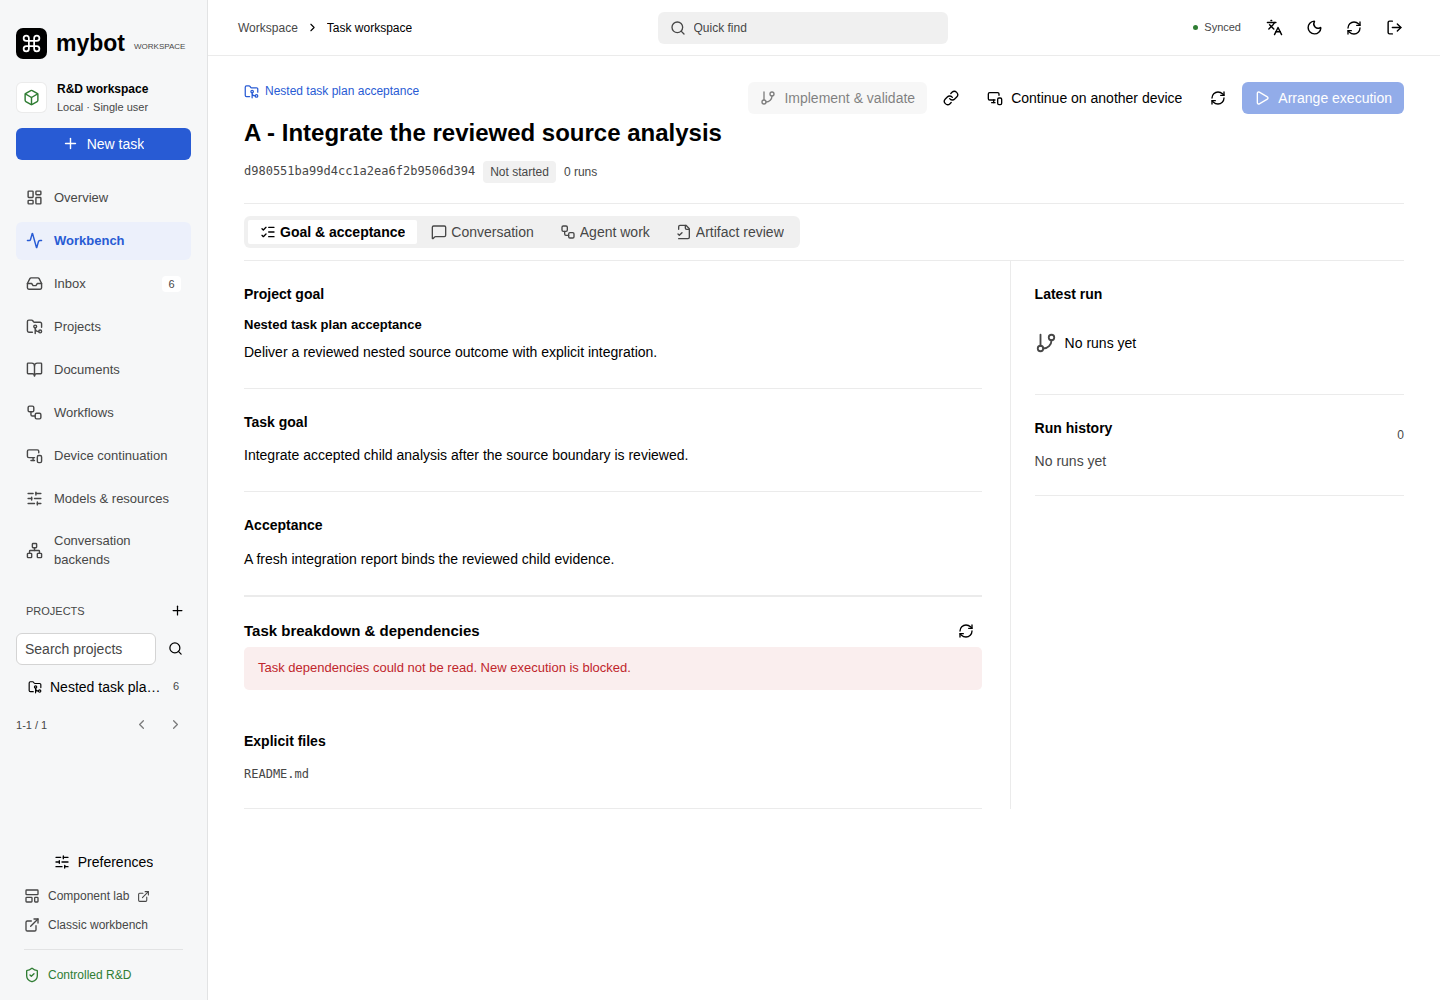 mybot WORKSPACE
R&D workspace
Local · Single user
New task
Overview
Workbench
Inbox 6
Projects
Documents
Workflows
Device continuation
Models & resources
Conversation
backends
PROJECTS
Search projects
Nested task pla… 6
1-1 / 1
Preferences
Component lab
Classic workbench
Controlled R&D
Workspace Task workspace
Quick find
Synced
Nested task plan acceptance
Implement & validate
Continue on another device
Arrange execution
A - Integrate the reviewed source analysis
d980551ba99d4cc1a2ea6f2b9506d394 Not started 0 runs
Goal & acceptance Conversation Agent work Artifact review
Project goal
Nested task plan acceptance
Deliver a reviewed nested source outcome with explicit integration.
Task goal
Integrate accepted child analysis after the source boundary is reviewed.
Acceptance
A fresh integration report binds the reviewed child evidence.
Task breakdown & dependencies
Task dependencies could not be read. New execution is blocked.
Explicit files
README.md
Latest run
No runs yet
Run history 0
No runs yet